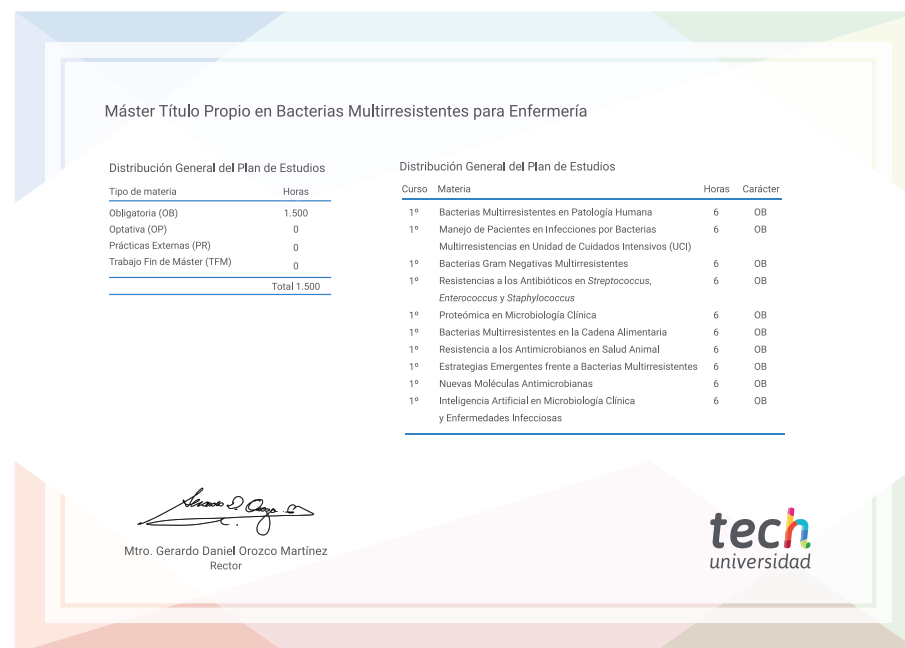 Máster Título Propio en Bacterias Multirresistentes para Enfermería
Distribución General del Plan de Estudios
Tipo de materia Horas
Obligatoria (OB) 1.500
Optativa (OP) 0
Prácticas Externas (PR) 0
Trabajo Fin de Máster (TFM) 0
Total 1.500
Distribución General del Plan de Estudios
Curso Materia Horas Carácter
1º Bacterias Multirresistentes en Patología Humana 6 OB
1º Manejo de Pacientes en Infecciones por Bacterias 6 OB
Multirresistencias en Unidad de Cuidados Intensivos (UCI)
1º Bacterias Gram Negativas Multirresistentes 6 OB
1º Resistencias a los Antibióticos en Streptococcus, 6 OB
Enterococcus y Staphylococcus
1º Proteómica en Microbiología Clínica 6 OB
1º Bacterias Multirresistentes en la Cadena Alimentaria 6 OB
1º Resistencia a los Antimicrobianos en Salud Animal 6 OB
1º Estrategias Emergentes frente a Bacterias Multirresistentes 6 OB
1º Nuevas Moléculas Antimicrobianas 6 OB
1º Inteligencia Artificial en Microbiología Clínica 6 OB
y Enfermedades Infecciosas
Mtro. Gerardo Daniel Orozco Martínez
Rector
tech
universidad